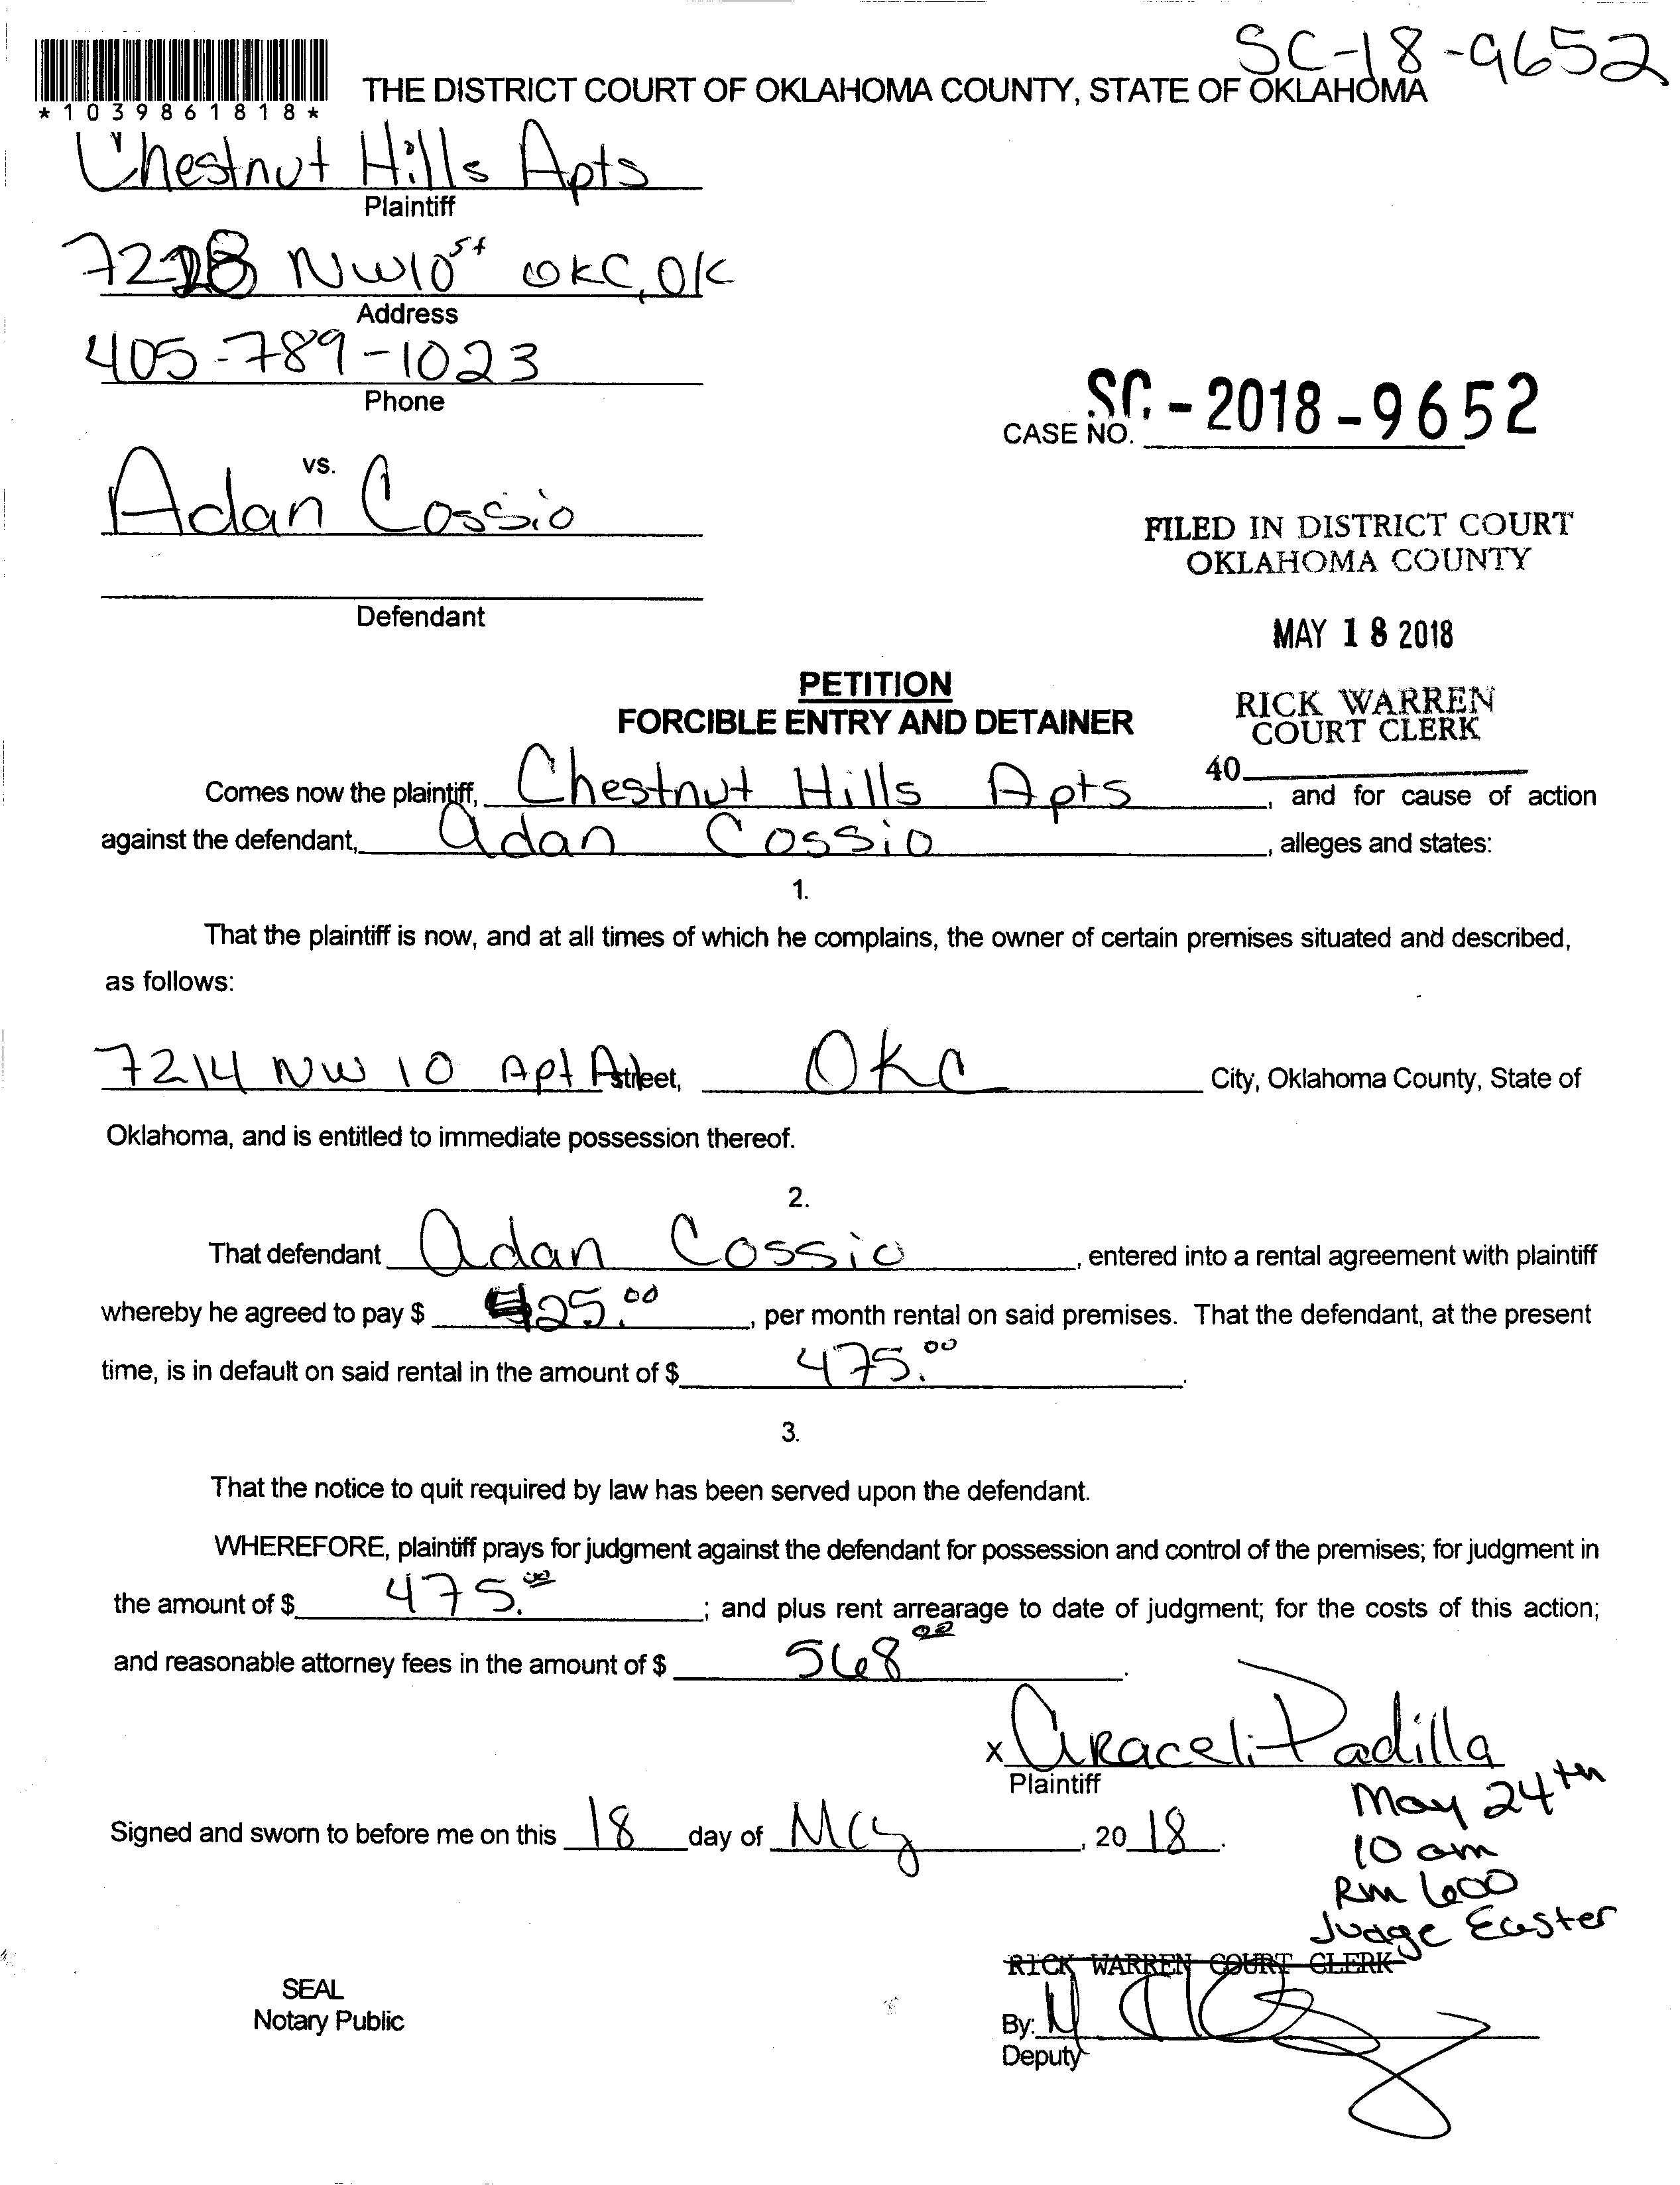 SC-18-9652
*1039861818*
THE DISTRICT COURT OF OKLAHOMA COUNTY, STATE OF OKLAHOMA
Chestnut Hills Apts
Plaintiff
NW10st OKC, OK
Address
405-789-1023
Phone
CASE NO. SC-2018-9652
vs.
Adan Cossio
FILED IN DISTRICT COURT
OKLAHOMA COUNTY
Defendant
MAY 18 2018
PETITION
FORCIBLE ENTRY AND DETAINER
RICK WARREN
COURT CLERK
40
Comes now the plaintiff, Chestnut Hills Apts, and for cause of action
against the defendant, Adan Cossio, alleges and states:
1.
That the plaintiff is now, and at all times of which he complains, the owner of certain premises situated and described,
as follows:
7214 NW 10 Apt A Street, OKC City, Oklahoma County, State of
Oklahoma, and is entitled to immediate possession thereof.
2.
That defendant Adan Cossio, entered into a rental agreement with plaintiff
whereby he agreed to pay $ 425.00, per month rental on said premises. That the defendant, at the present
time, is in default on said rental in the amount of $ 475.00.
3.
That the notice to quit required by law has been served upon the defendant.
WHEREFORE, plaintiff prays for judgment against the defendant for possession and control of the premises; for judgment in
the amount of $ 475.00; and plus rent arrearage to date of judgment; for the costs of this action;
and reasonable attorney fees in the amount of $ 568 00.
x Araceli Padilla
Plaintiff
May 24th
Signed and sworn to before me on this 18 day of May, 20 18.
10 am
Rm 600
Judge Easter
RICK WARREN COURT CLERK
SEAL
Notary Public
By:
Deputy